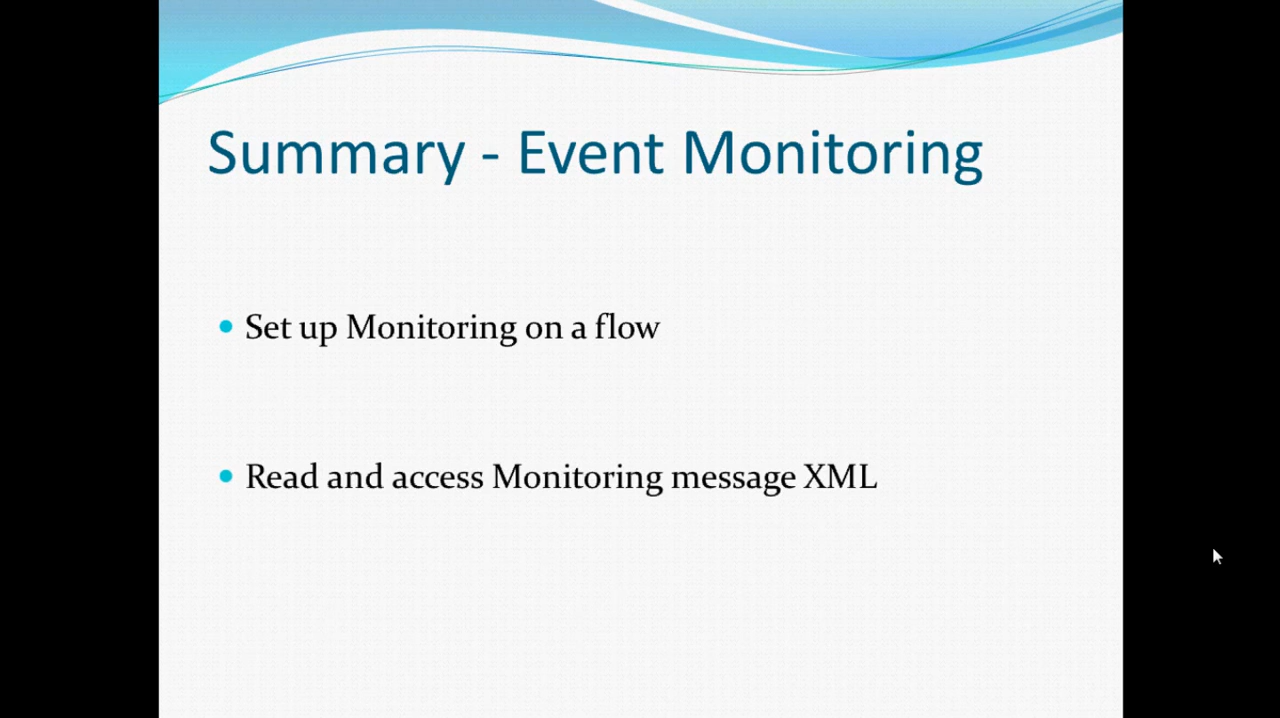 Summary - Event Monitoring
Set up Monitoring on a flow
Read and access Monitoring message XML